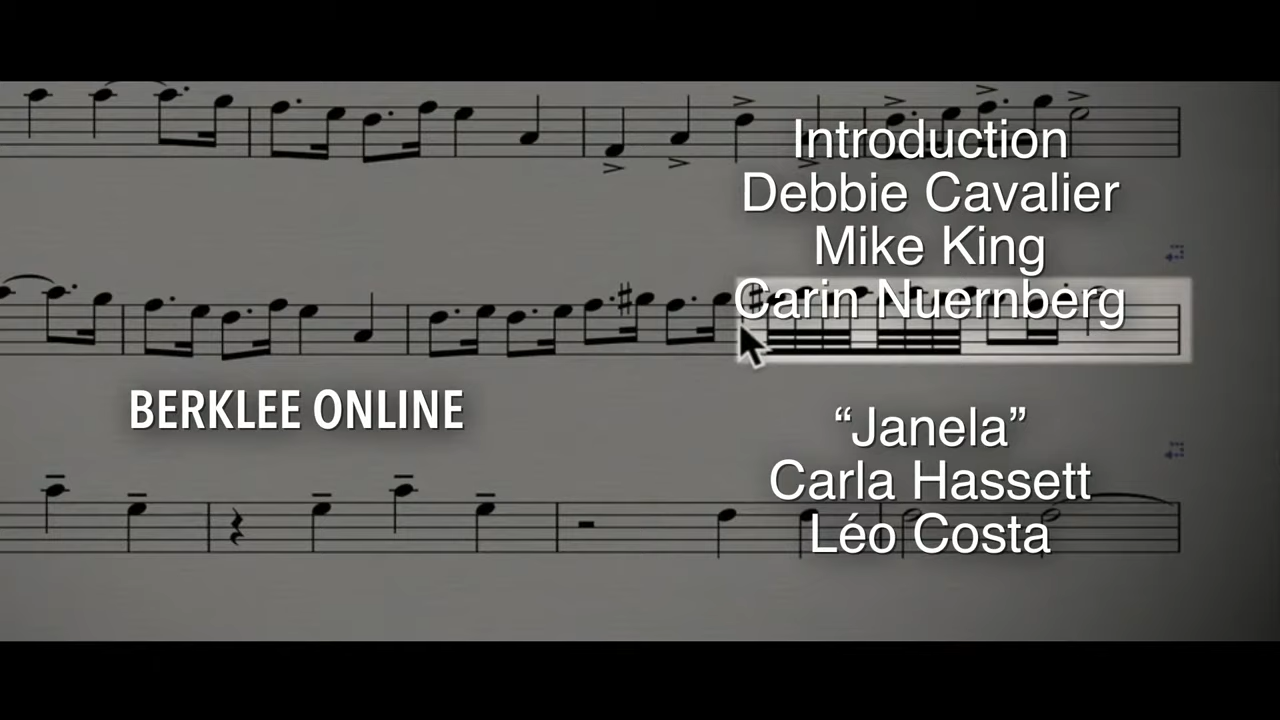 Introduction
Debbie Cavalier
Mike King
Carin Nuernberg
BERKLEE ONLINE
“Janela”
Carla Hassett
Léo Costa